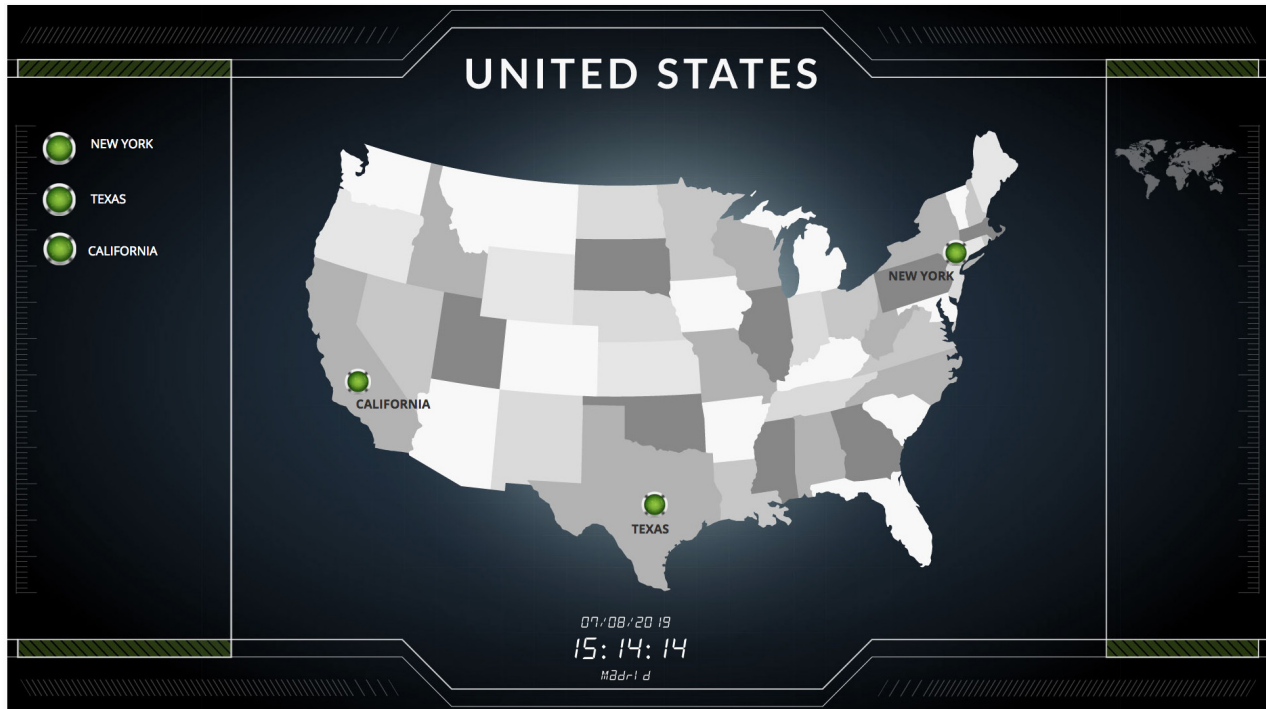 UNITED STATES
NEW YORK
TEXAS
CALIFORNIA
NEW YORK
CALIFORNIA
TEXAS
07/08/2019
15:14:14
Madrid